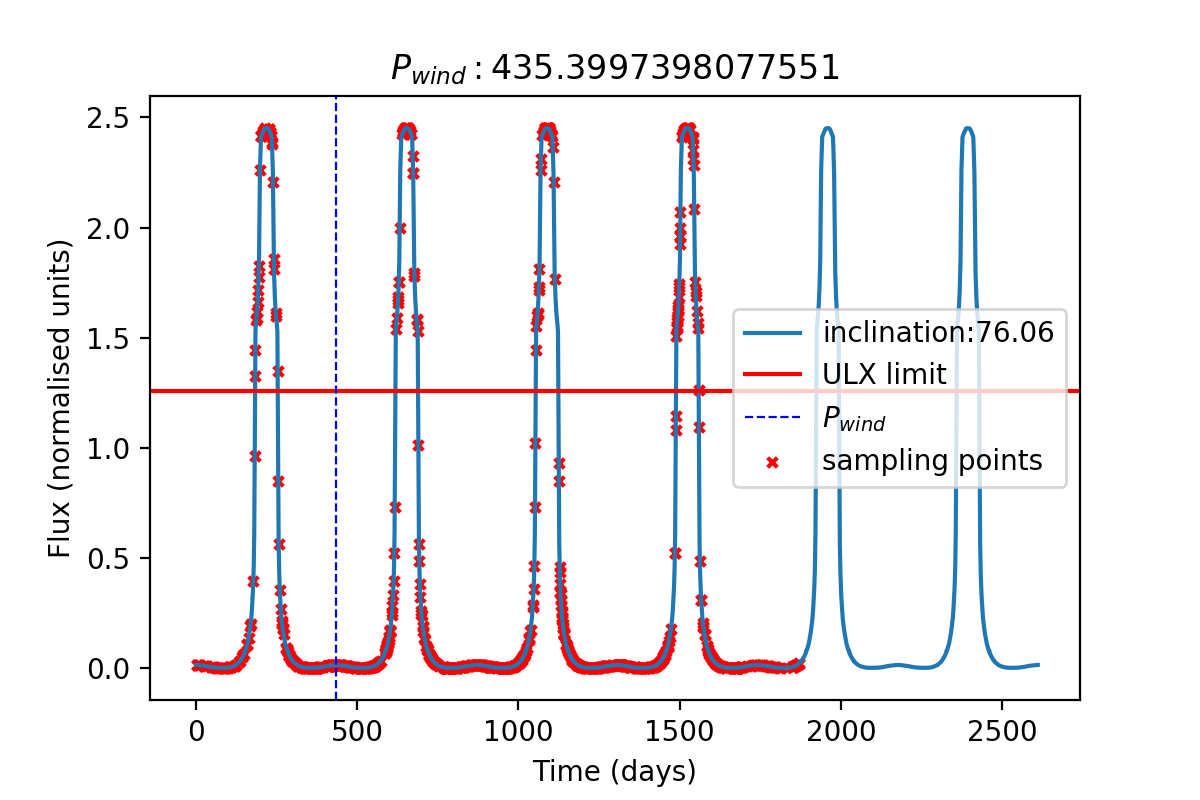 P_wind : 435.3997398077551
2.5
2.0
1.5
1.0
0.5
0.0
Flux (normalised units)
inclination:76.06
ULX limit
P_wind
sampling points
0 500 1000 1500 2000 2500
Time (days)